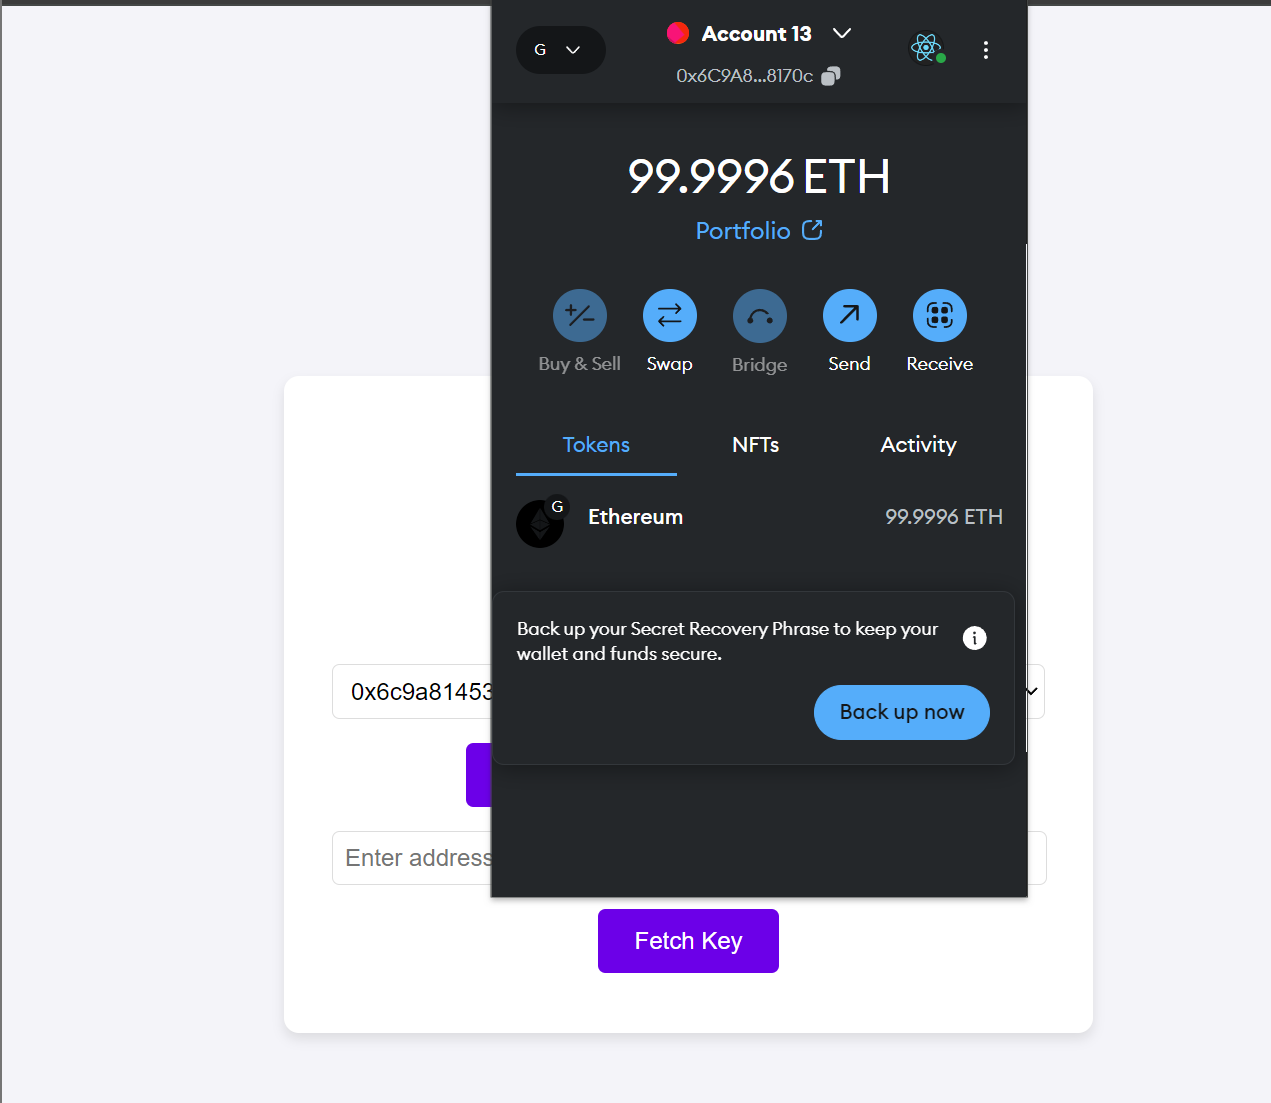 G
Account 13
0x6C9A8...8170c
99.9996 ETH
Portfolio
Buy & Sell
Swap
Bridge
Send
Receive
Tokens
NFTs
Activity
G
Ethereum
99.9996 ETH
Back up your Secret Recovery Phrase to keep your
wallet and funds secure.
Back up now
0x6c9a81453
Enter address
Fetch Key